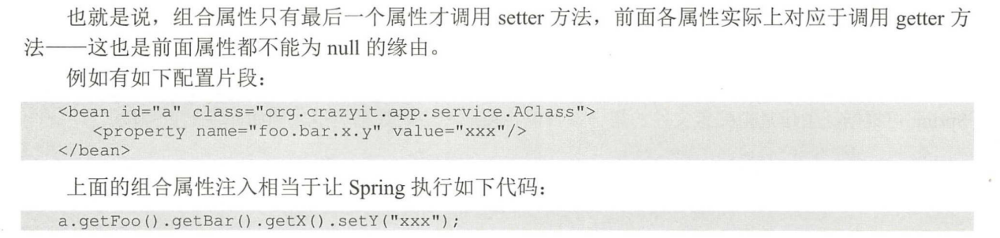 也就是说，组合属性只有最后一个属性才调用 setter 方法，前面各属性实际上对应于调用 getter 方
法——这也是前面属性都不能为 null 的缘由。
例如有如下配置片段：
<bean id="a" class="org.crazyit.app.service.AClass">
<property name="foo.bar.x.y" value="xxx"/>
</bean>
上面的组合属性注入相当于让 Spring 执行如下代码：
a.getFoo().getBar().getX().setY("xxx");